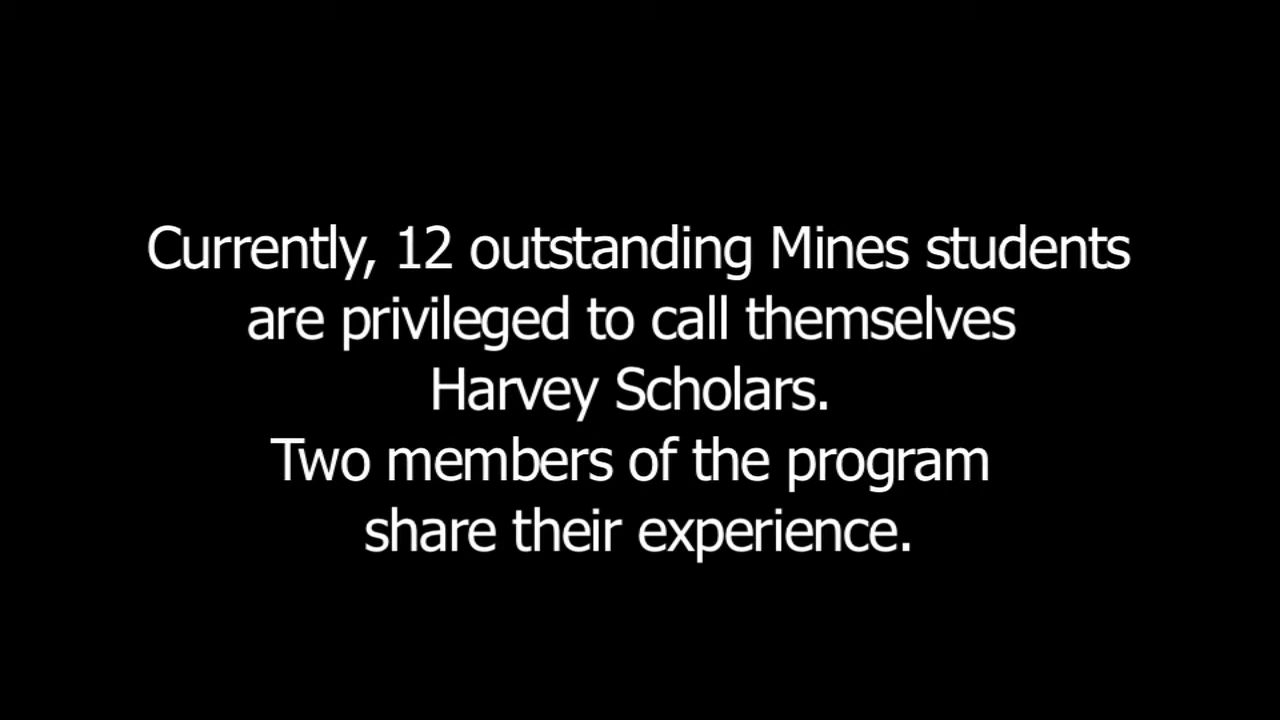 Currently, 12 outstanding Mines students
are privileged to call themselves
Harvey Scholars.
Two members of the program
share their experience.